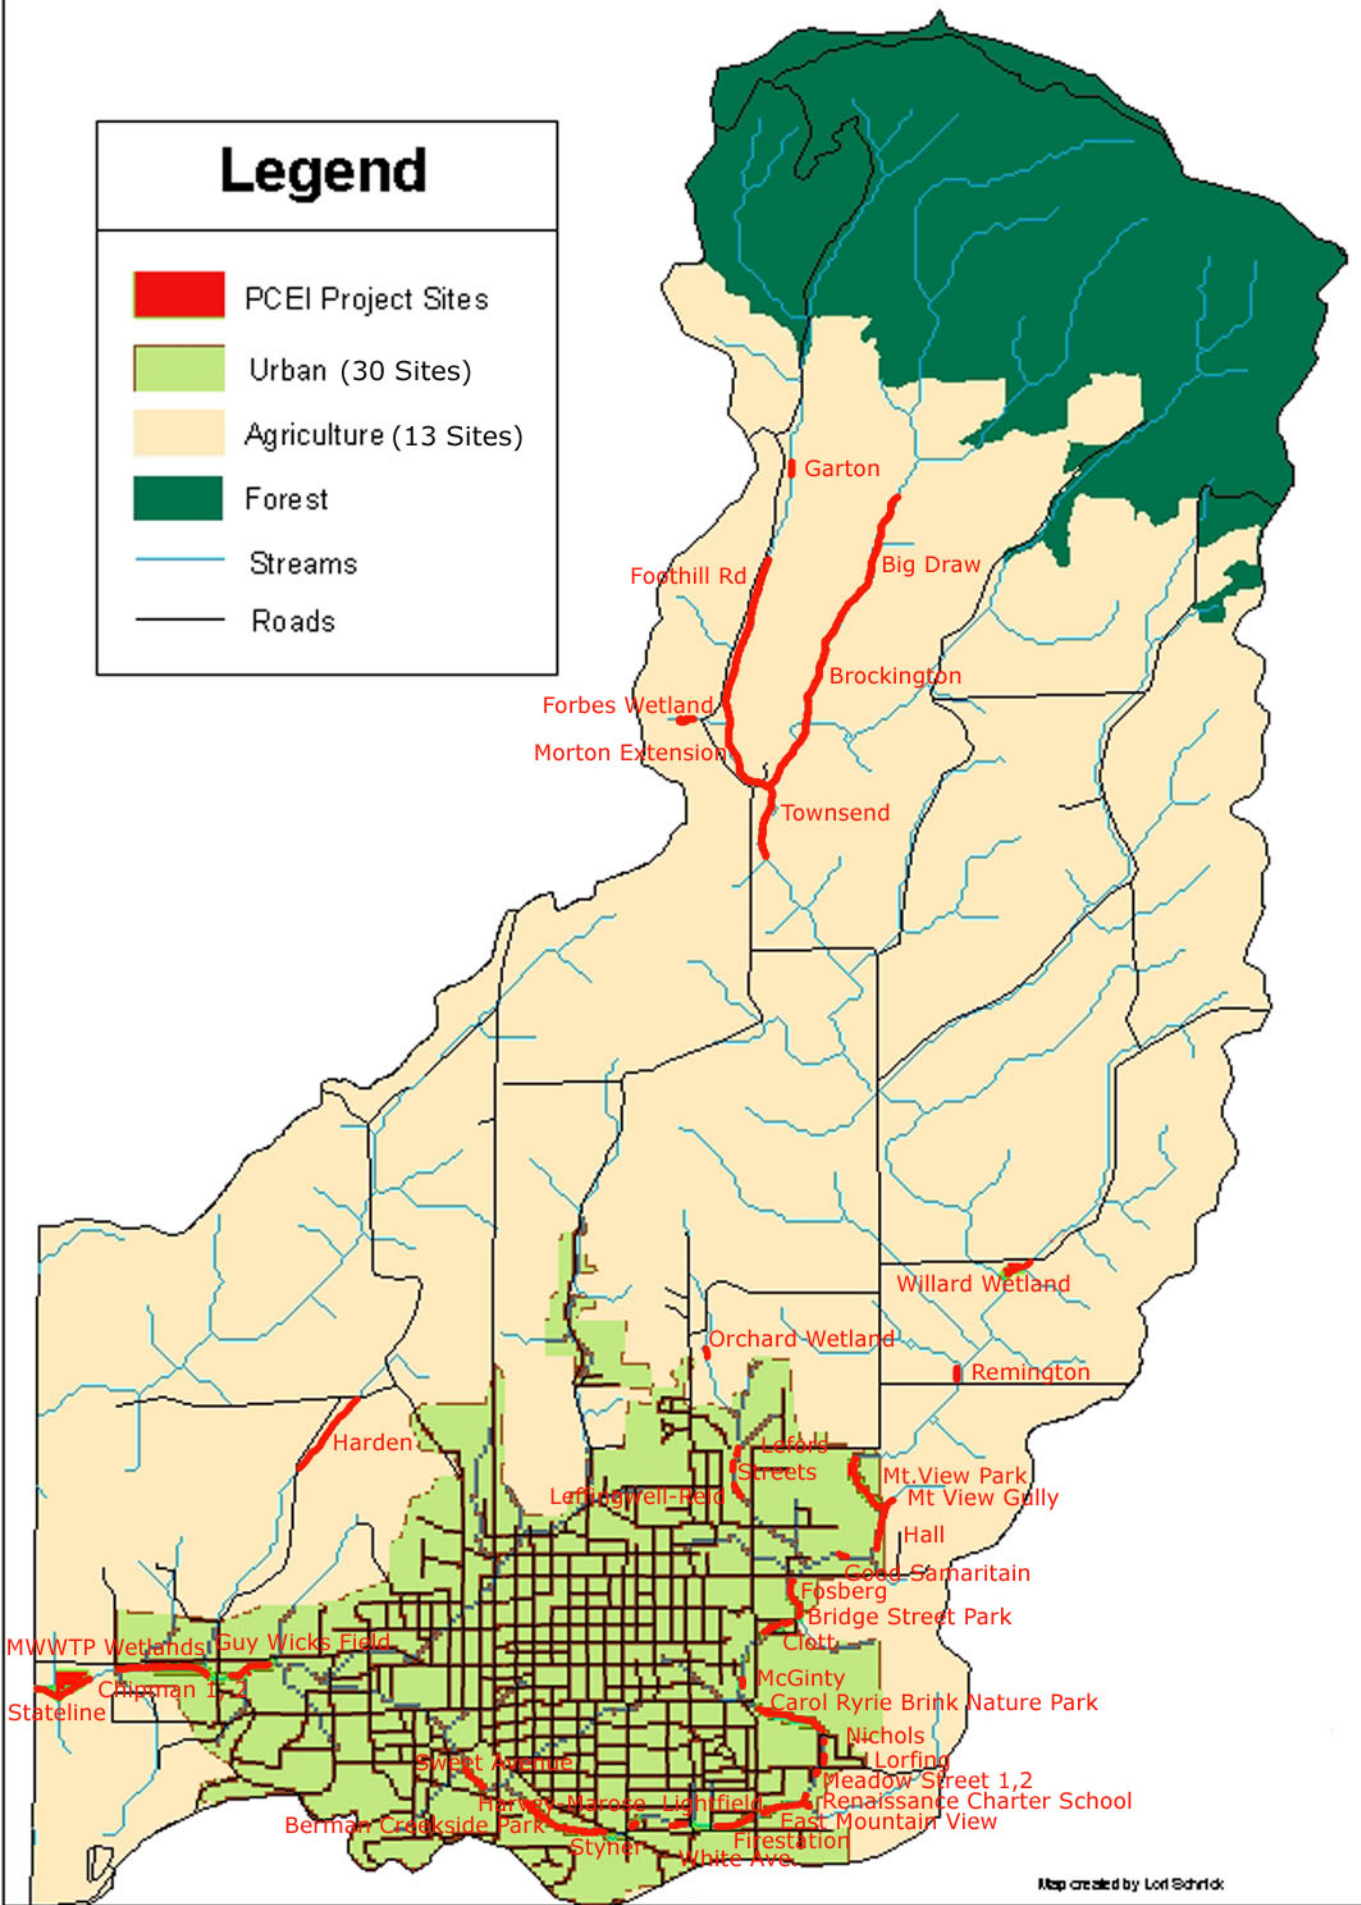 Legend
PCEI Project Sites
Urban (30 Sites)
Agriculture (13 Sites)
Forest
Streams
Roads
Garton
Big Draw
Foothill Rd
Brockington
Forbes Wetland
Morton Extension
Townsend
Willard Wetland
Orchard Wetland
Remington
Harden
Lefors
Streets
Leffingwell-Reid
Mt.View Park
Mt View Gully
Hall
Good Samaritain
Fosberg
Bridge Street Park
Clott
MWWTP Wetlands
Guy Wicks Field
McGinty
Chipman 1, 2
Carol Ryrie Brink Nature Park
Stateline
Nichols
Lorfing
Sweet Avenue
Meadow Street 1,2
Harvey-Marose
Lightfield
Renaissance Charter School
Berman Creekside Park
East Mountain View
Styner
Firestation
White Ave.
Map created by Lori Schrick